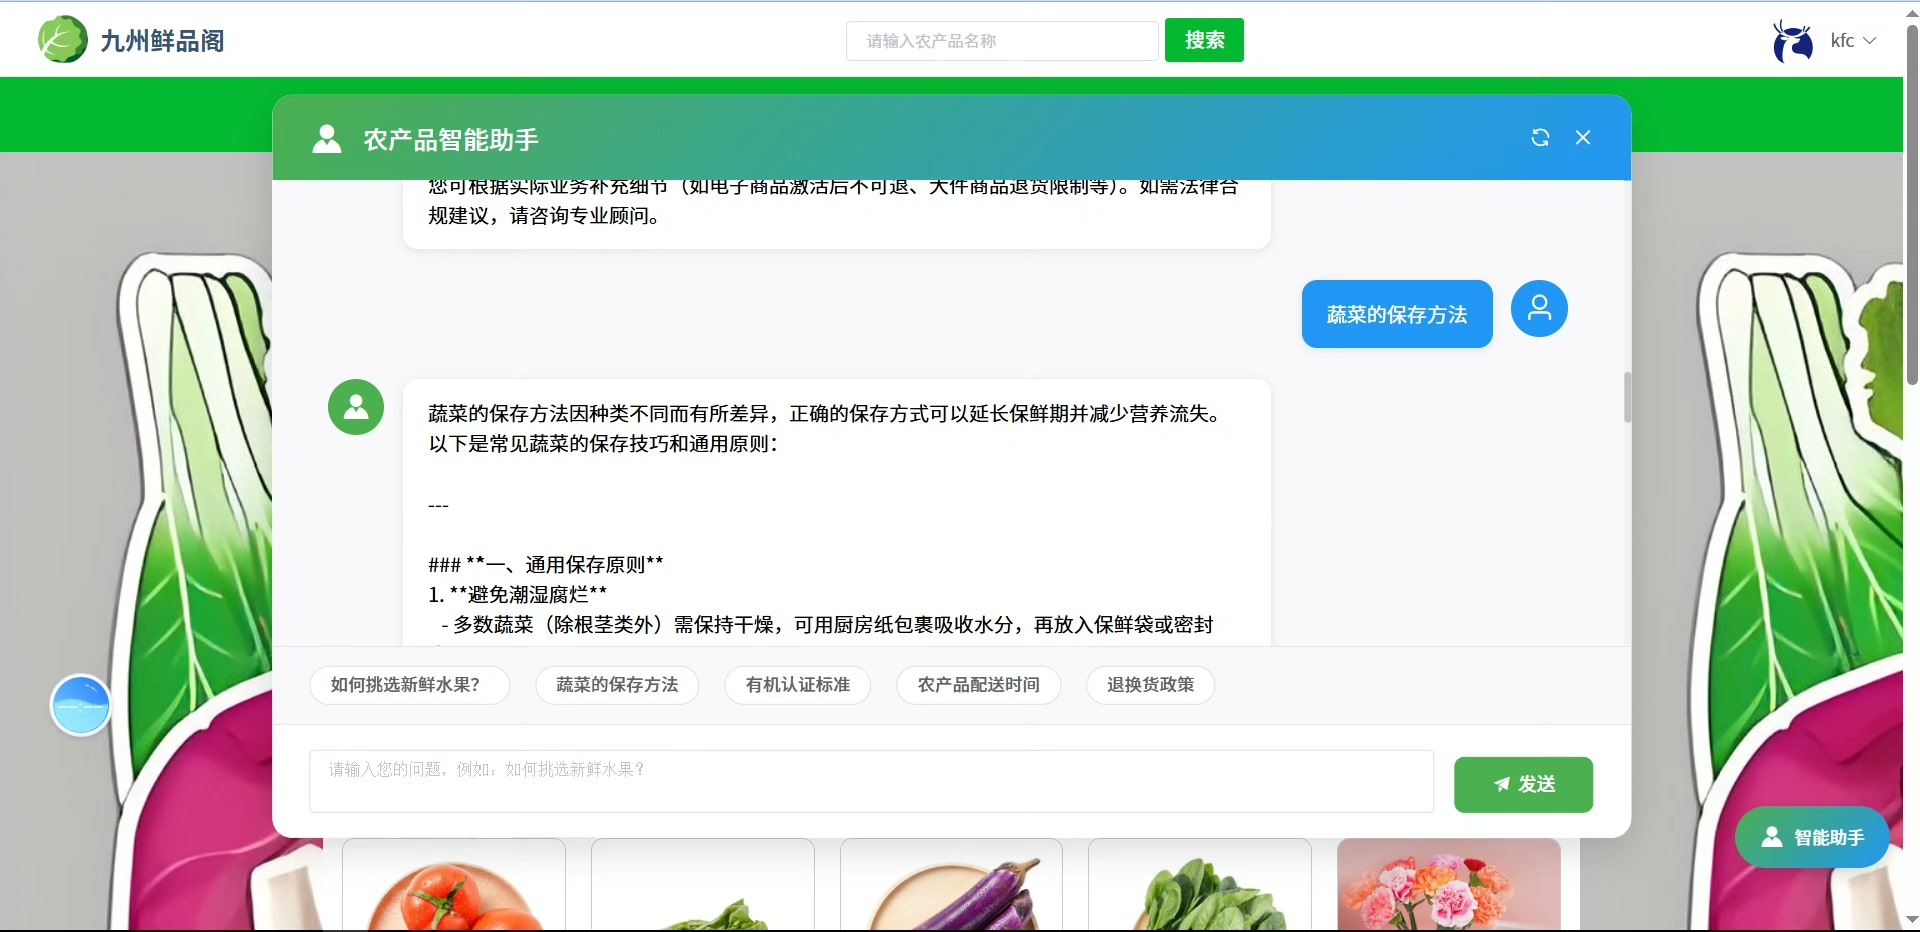 九州鲜品阁
请输入农产品名称
搜索
kfc
农产品智能助手
您可根据实际业务补充细节（如电子商品激活后不可退、大件商品退货限制等）。如需法律合
规建议，请咨询专业顾问。
蔬菜的保存方法
蔬菜的保存方法因种类不同而有所差异，正确的保存方式可以延长保鲜期并减少营养流失。
以下是常见蔬菜的保存技巧和通用原则：
---
### **一、通用保存原则**
1. **避免潮湿腐烂**
- 多数蔬菜（除根茎类外）需保持干燥，可用厨房纸包裹吸收水分，再放入保鲜袋或密封
如何挑选新鲜水果？
蔬菜的保存方法
有机认证标准
农产品配送时间
退换货政策
请输入您的问题，例如：如何挑选新鲜水果？
发送
智能助手